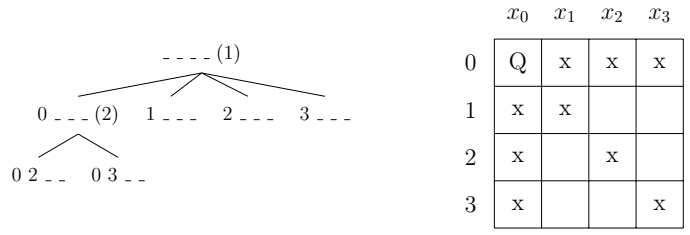 _ _ _ _ (1)
0 _ _ _ (2) 1 _ _ _ 2 _ _ _ 3 _ _ _
0 2 _ _ 0 3 _ _
x₀ x₁ x₂ x₃
0 Q x x x
1 x x
2 x x
3 x x